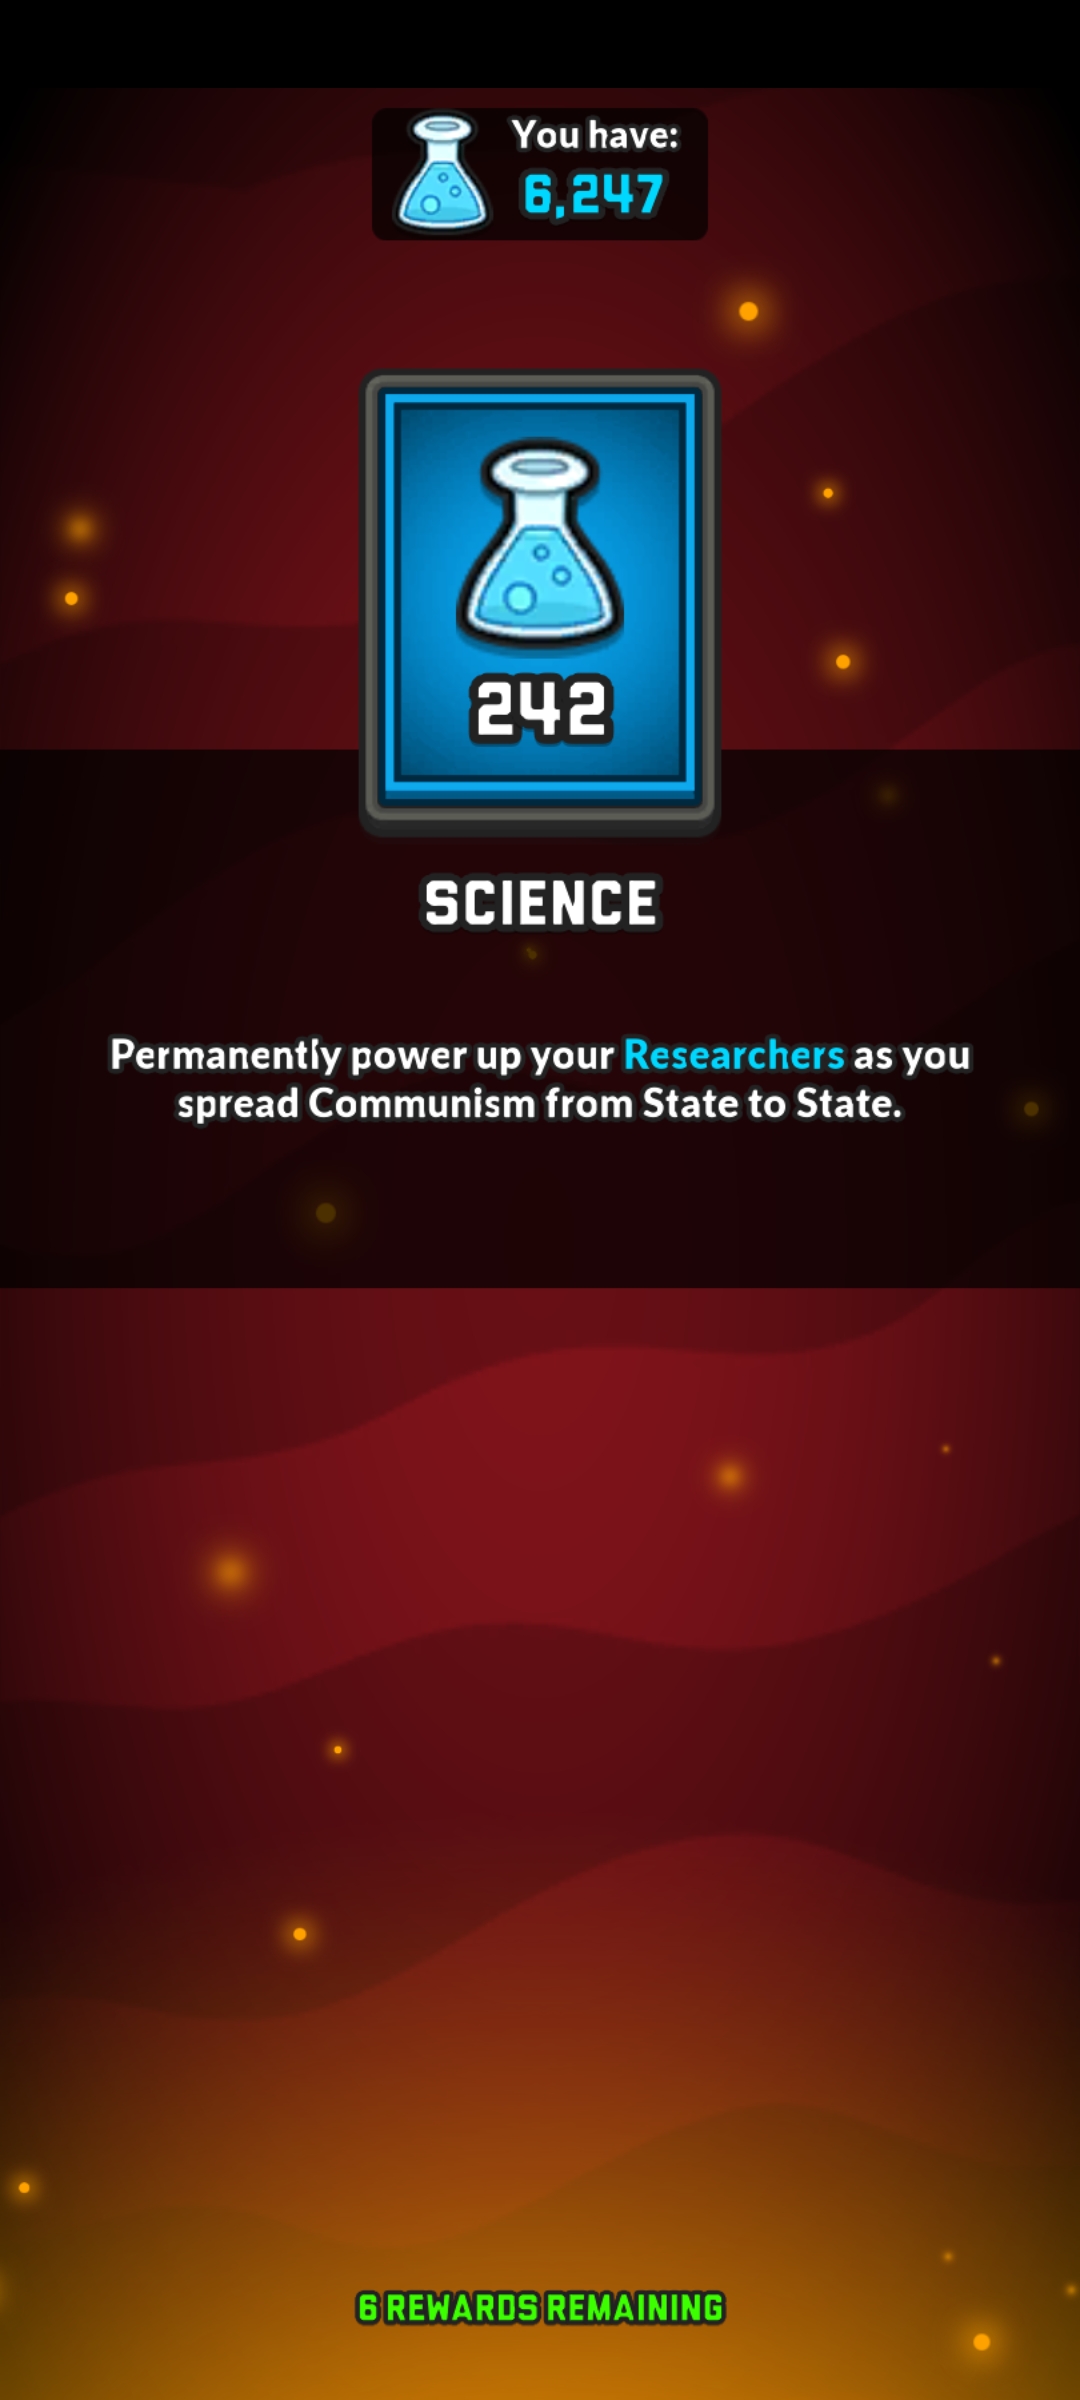 You have:
6,247
242
SCIENCE
Permanently power up your Researchers as you
spread Communism from State to State.
6 REWARDS REMAINING